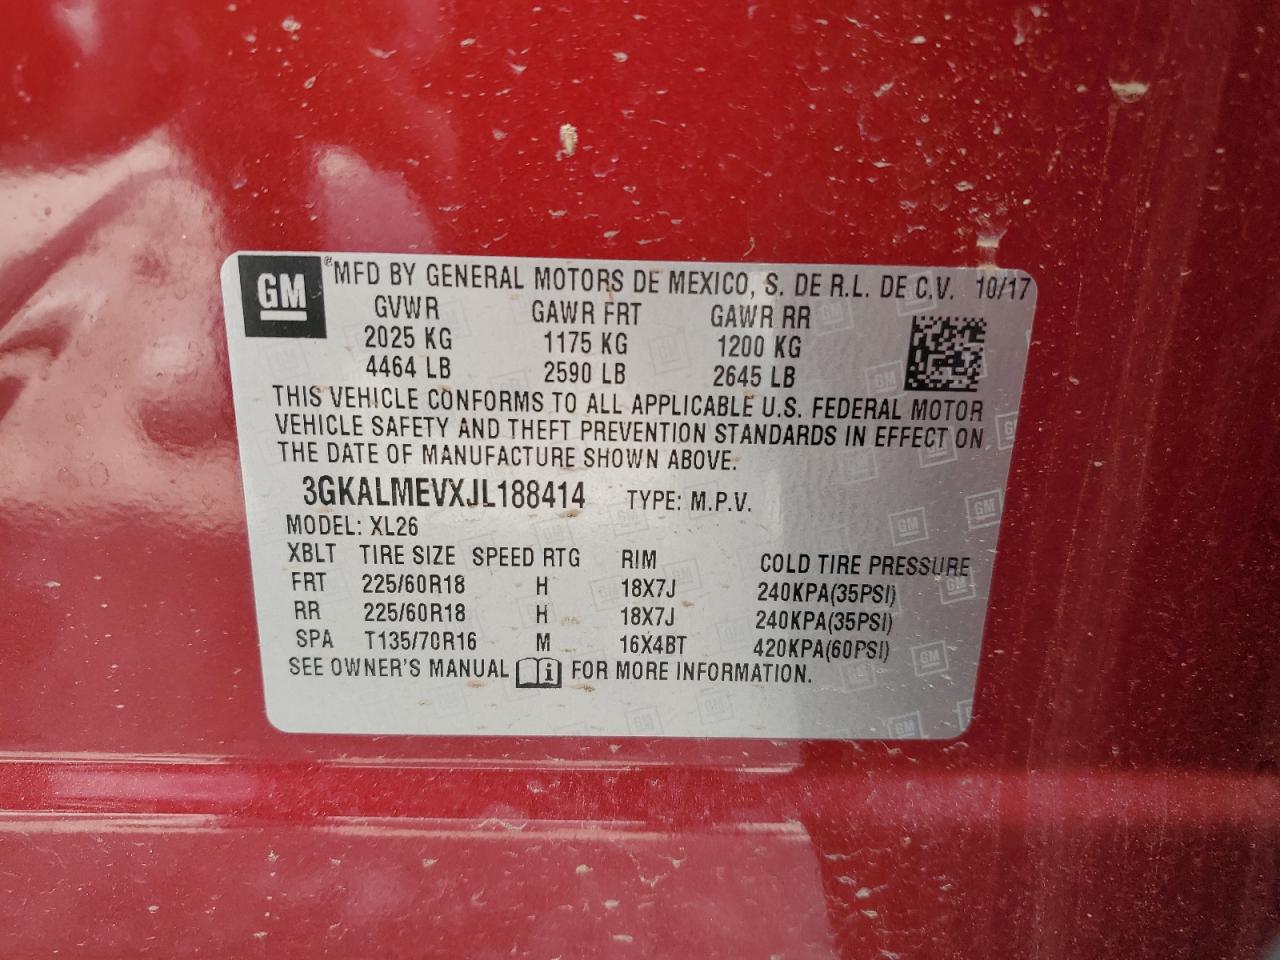 GM ® MFD BY GENERAL MOTORS DE MEXICO, S. DE R.L. DE C.V. 10/17
GVWR GAWR FRT GAWR RR
2025 KG 1175 KG 1200 KG
4464 LB 2590 LB 2645 LB
THIS VEHICLE CONFORMS TO ALL APPLICABLE U.S. FEDERAL MOTOR
VEHICLE SAFETY AND THEFT PREVENTION STANDARDS IN EFFECT ON
THE DATE OF MANUFACTURE SHOWN ABOVE.
3GKALMEVXJL188414 TYPE: M.P.V.
MODEL: XL26
XBLT TIRE SIZE SPEED RTG RIM COLD TIRE PRESSURE
FRT 225/60R18 H 18X7J 240KPA(35PSI)
RR 225/60R18 H 18X7J 240KPA(35PSI)
SPA T135/70R16 M 16X4BT 420KPA(60PSI)
SEE OWNER'S MANUAL i FOR MORE INFORMATION.